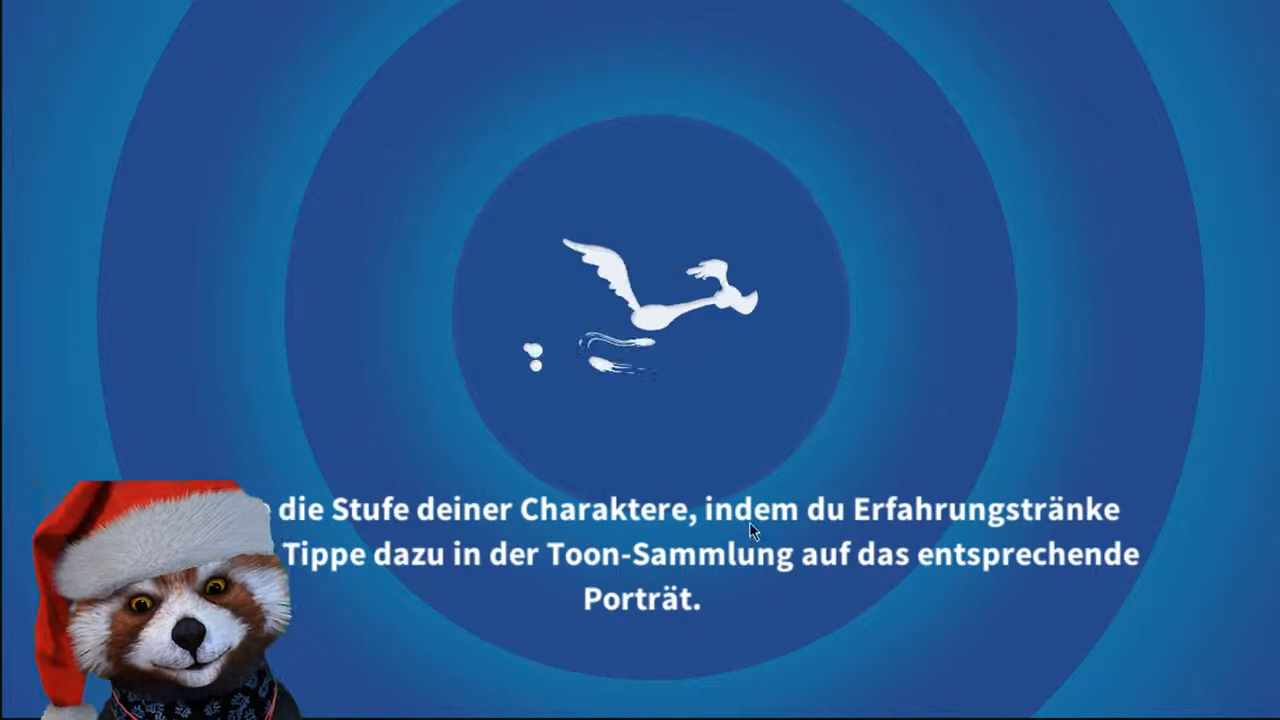 die Stufe deiner Charaktere, indem du Erfahrungstränke
Tippe dazu in der Toon-Sammlung auf das entsprechende
Porträt.